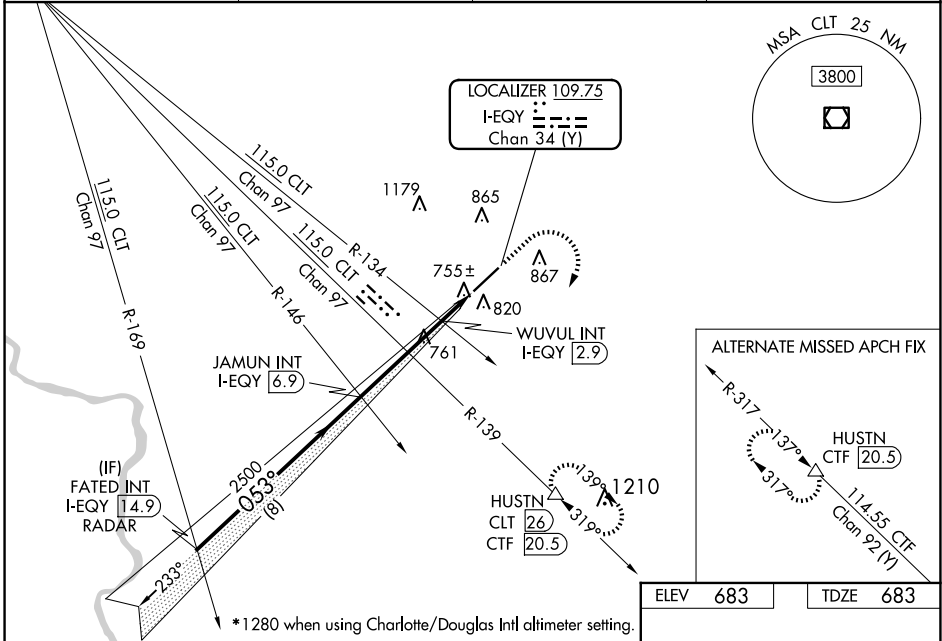 MSA CLT 25 NM
3800
LOCALIZER 109.75
I-EQY
Chan 34 (Y)
115.0 CLT
Chan 97
R-134
115.0 CLT
Chan 97
R-146
115.0 CLT
Chan 97
R-139
115.0 CLT
Chan 97
R-169
1179
865
867
755±
820
761
WUVUL INT
I-EQY 2.9
JAMUN INT
I-EQY 6.9
(IF)
FATED INT
I-EQY 14.9
RADAR
2500
053°
(8)
233°
HUSTN
CLT 26
CTF 20.5
139°
319°
1210
ALTERNATE MISSED APCH FIX
R-317
137°
317°
HUSTN
CTF 20.5
114.55 CTF
Chan 92 (Y)
*1280 when using Charlotte/Douglas Intl altimeter setting.
ELEV 683
TDZE 683